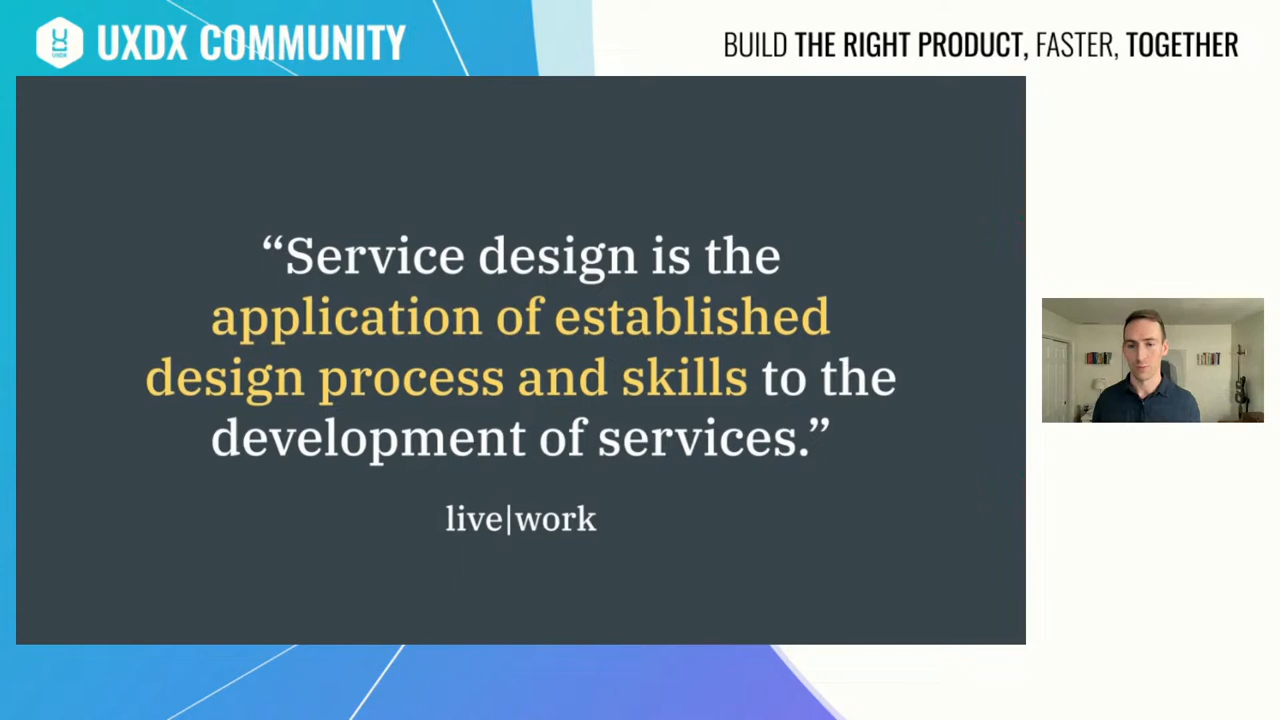 UXDX
UXDX COMMUNITY
BUILD THE RIGHT PRODUCT, FASTER, TOGETHER
“Service design is the
application of established
design process and skills to the
development of services.”
live|work